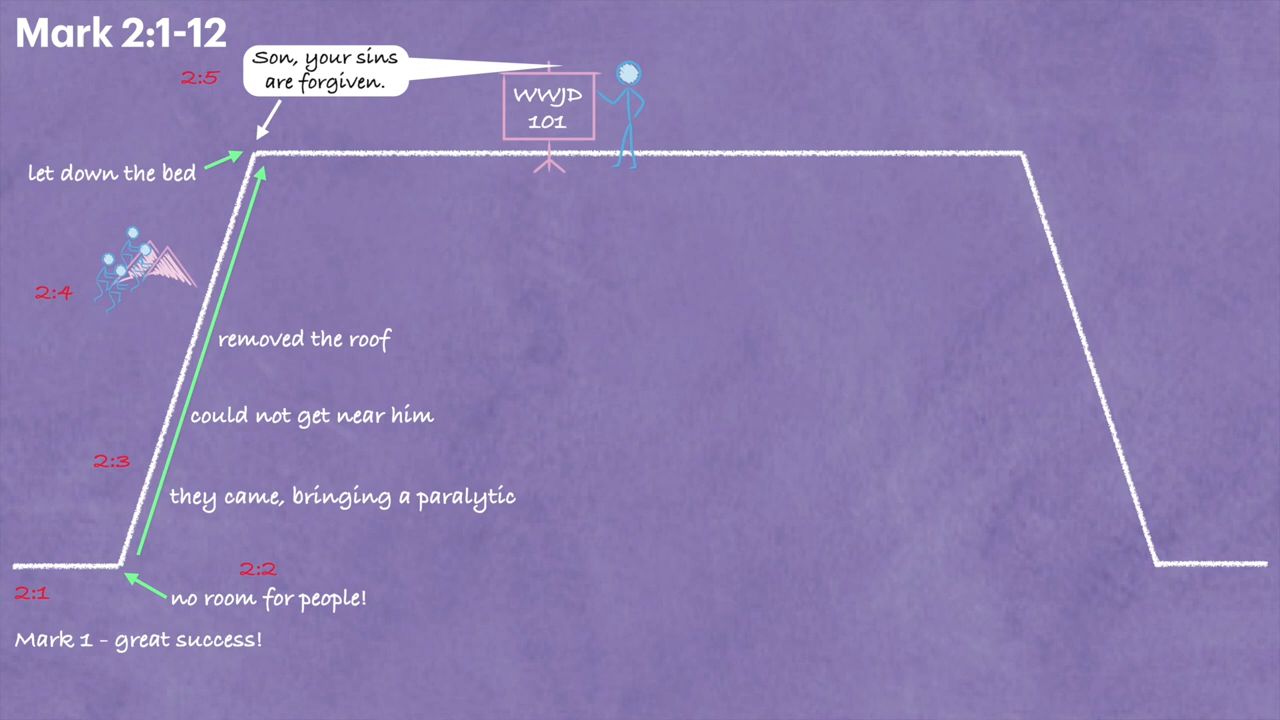 Mark 2:1-12
2:5
Son, your sins
are forgiven.
WWJD
101
let down the bed
2:4
removed the roof
could not get near him
2:3
they came, bringing a paralytic
2:2
2:1
no room for people!
Mark 1 - great success!